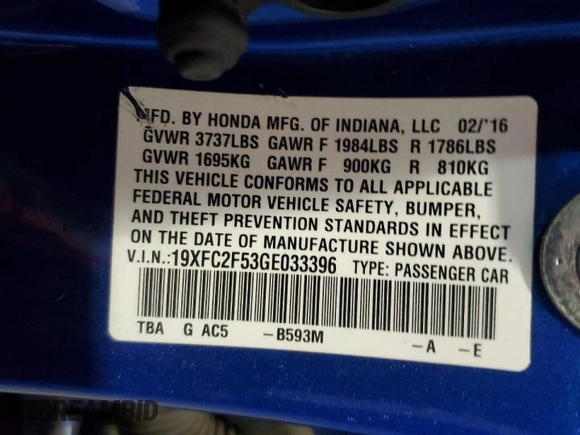 MFD. BY HONDA MFG. OF INDIANA, LLC 02/'16
GVWR 3737LBS GAWR F 1984LBS R 1786LBS
GVWR 1695KG GAWR F 900KG R 810KG
THIS VEHICLE CONFORMS TO ALL APPLICABLE
FEDERAL MOTOR VEHICLE SAFETY, BUMPER,
AND THEFT PREVENTION STANDARDS IN EFFECT
ON THE DATE OF MANUFACTURE SHOWN ABOVE.
V.I.N.:19XFC2F53GE033396 TYPE: PASSENGER CAR
TBA G AC5 -B593M -A -E
DREAMBID